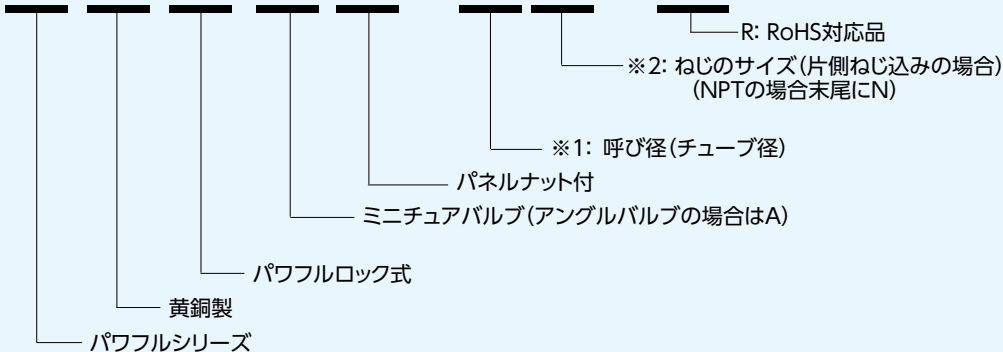 R: RoHS対応品
※2: ねじのサイズ(片側ねじ込みの場合)
(NPTの場合末尾にN)
※1: 呼び径(チューブ径)
パネルナット付
ミニチュアバルブ(アングルバルブの場合はA)
パワフルロック式
黄銅製
パワフルシリーズ